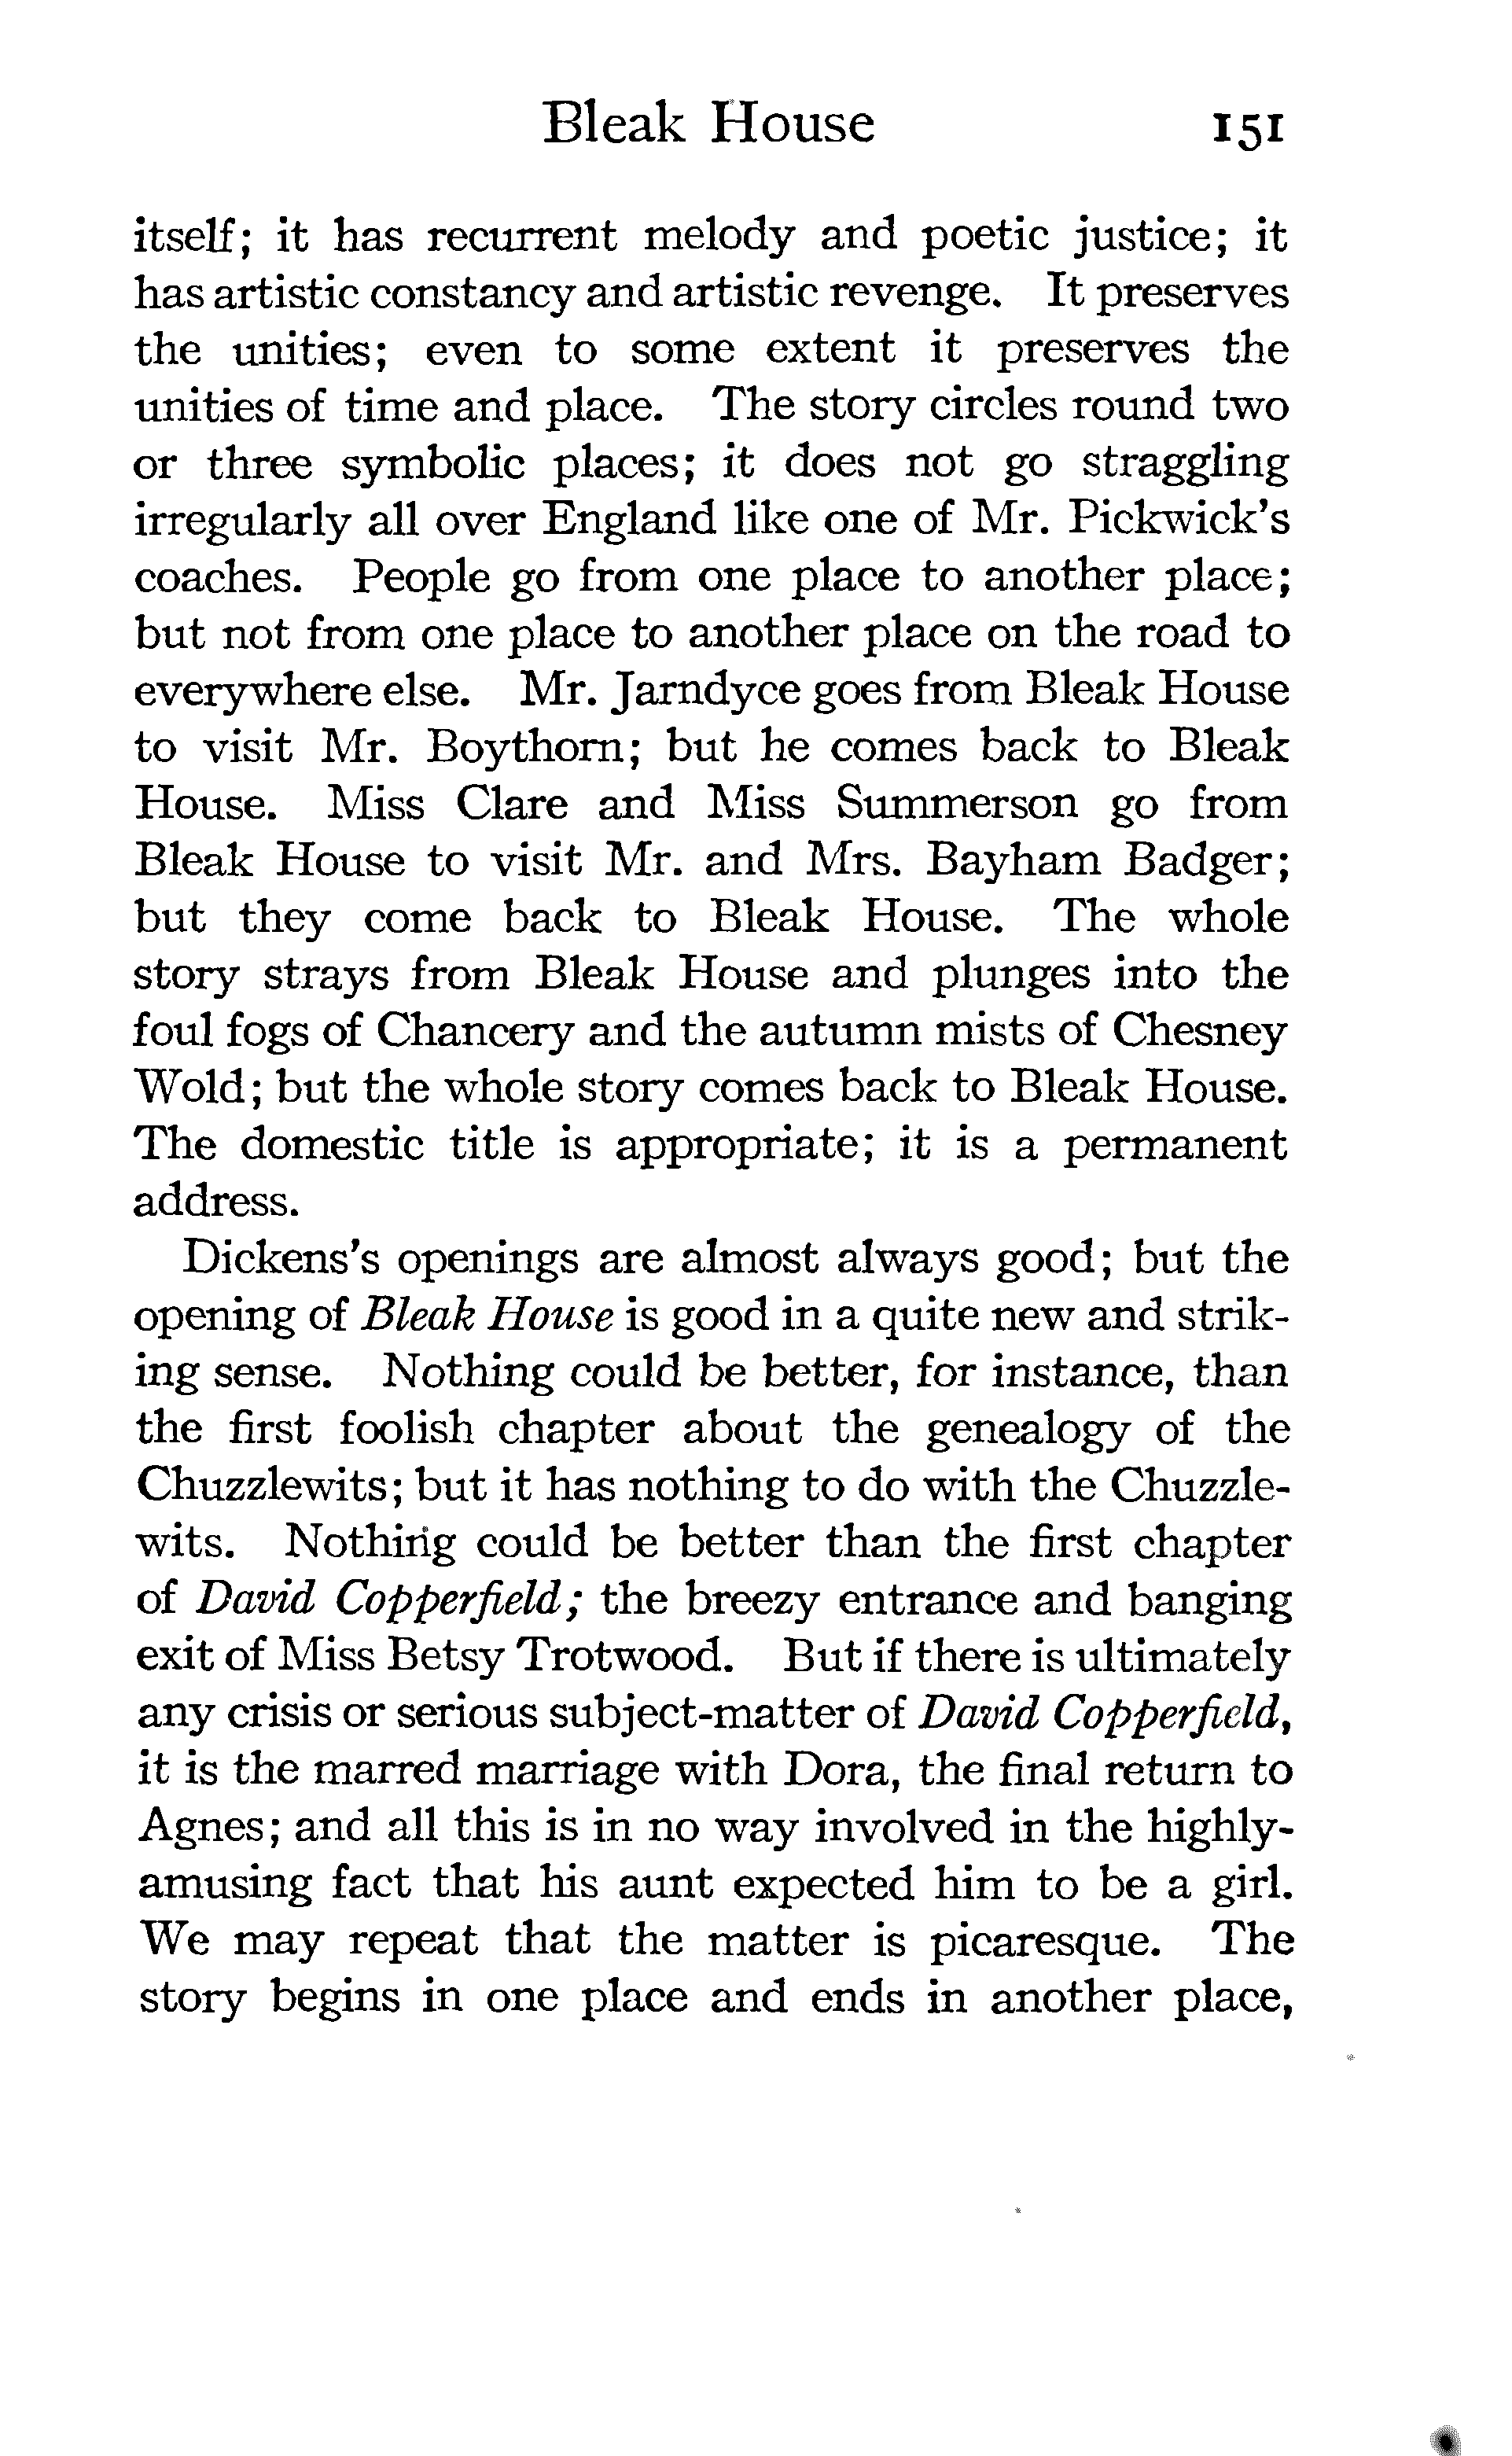 Bleak House 151
itself; it has recurrent melody and poetic justice; it
has artistic constancy and artistic revenge. It preserves
the unities; even to some extent it preserves the
unities of time and place. The story circles round two
or three symbolic places; it does not go straggling
irregularly all over England like one of Mr. Pickwick's
coaches. People go from one place to another place;
but not from one place to another place on the road to
everywhere else. Mr. Jarndyce goes from Bleak House
to visit Mr. Boythorn; but he comes back to Bleak
House. Miss Clare and Miss Summerson go from
Bleak House to visit Mr. and Mrs. Bayham Badger;
but they come back to Bleak House. The whole
story strays from Bleak House and plunges into the
foul fogs of Chancery and the autumn mists of Chesney
Wold; but the whole story comes back to Bleak House.
The domestic title is appropriate; it is a permanent
address.
Dickens's openings are almost always good; but the
opening of Bleak House is good in a quite new and strik-
ing sense. Nothing could be better, for instance, than
the first foolish chapter about the genealogy of the
Chuzzlewits; but it has nothing to do with the Chuzzle-
wits. Nothing could be better than the first chapter
of David Copperfield; the breezy entrance and banging
exit of Miss Betsy Trotwood. But if there is ultimately
any crisis or serious subject-matter of David Copperfield,
it is the marred marriage with Dora, the final return to
Agnes; and all this is in no way involved in the highly-
amusing fact that his aunt expected him to be a girl.
We may repeat that the matter is picaresque. The
story begins in one place and ends in another place,